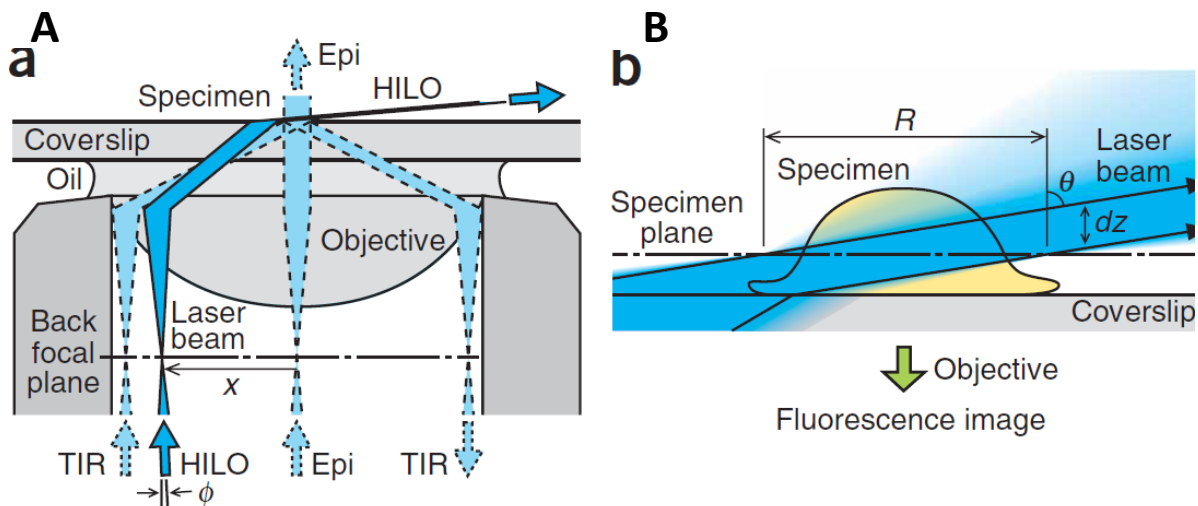 A
a
Epi
Specimen
HILO
Coverslip
Oil
Objective
Laser
beam
Back
focal
plane
x
TIR
HILO
Epi
TIR
ϕ
B
b
R
Laser
beam
Specimen
θ
Specimen
plane
dz
Coverslip
Objective
Fluorescence image